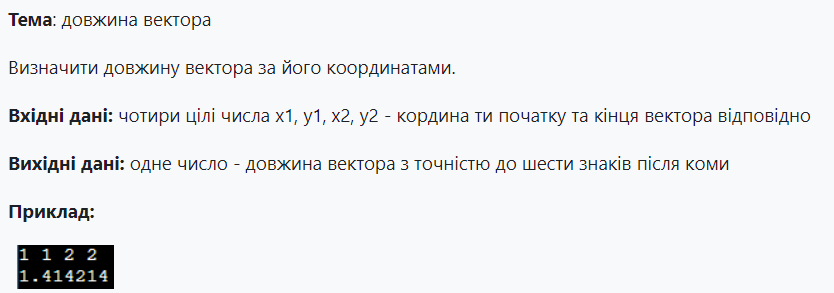 Тема: довжина вектора
Визначити довжину вектора за його координатами.
Вхідні дані: чотири цілі числа x1, y1, x2, y2 - кордина ти початку та кінця вектора відповідно
Вихідні дані: одне число - довжина вектора з точністю до шести знаків після коми
Приклад:
1 1 2 2
1.414214